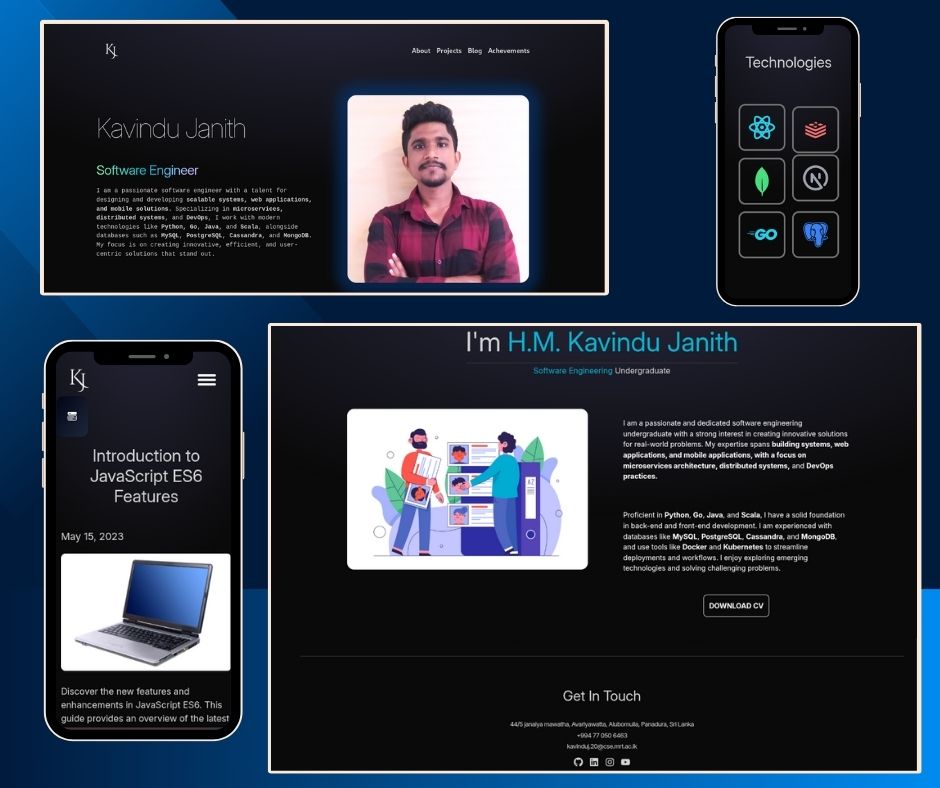 KJ
About Projects Blog Achevements
Kavindu Janith
Software Engineer
I am a passionate software engineer with a talent for
designing and developing scalable systems, web applications,
and mobile solutions. Specializing in microservices,
distributed systems, and DevOps, I work with modern
technologies like Python, Go, Java, and Scala, alongside
databases such as MySQL, PostgreSQL, Cassandra, and MongoDB.
My focus is on creating innovative, efficient, and user-
centric solutions that stand out.
Technologies
GO
KJ
Introduction to
JavaScript ES6
Features
May 15, 2023
Discover the new features and
enhancements in JavaScript ES6. This
guide provides an overview of the latest
I'm H.M. Kavindu Janith
Software Engineering Undergraduate
A Z
I am a passionate and dedicated software engineering
undergraduate with a strong interest in creating innovative solutions
for real-world problems. My expertise spans building systems, web
applications, and mobile applications, with a focus on
microservices architecture, distributed systems, and DevOps
practices.
Proficient in Python, Go, Java, and Scala, I have a solid foundation
in back-end and front-end development. I am experienced with
databases like MySQL, PostgreSQL, Cassandra, and MongoDB,
and use tools like Docker and Kubernetes to streamline
deployments and workflows. I enjoy exploring emerging
technologies and solving challenging problems.
DOWNLOAD CV
Get In Touch
44/5 janajya mawatha, Avariyawatta, Alubomulla, Panadura, Sri Lanka
+994 77 050 6463
kavinduj.20@cse.mrt.ac.lk